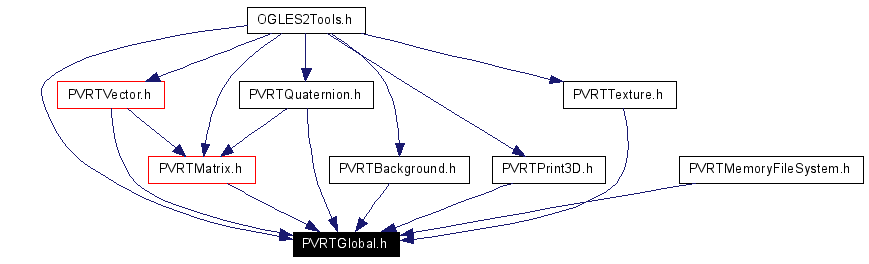 OGLES2Tools.h
PVRTVector.h
PVRTQuaternion.h
PVRTTexture.h
PVRTMatrix.h
PVRTBackground.h
PVRTPrint3D.h
PVRTMemoryFileSystem.h
PVRTGlobal.h